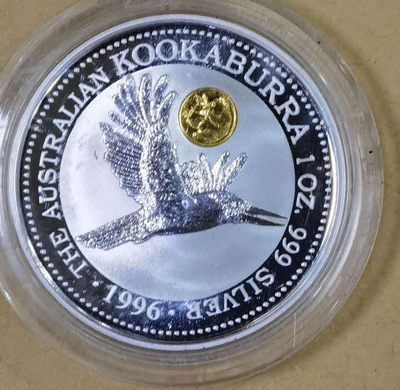 THE AUSTRALIAN KOOKABURRA 1 OZ. 999 SILVER · 1996 ·